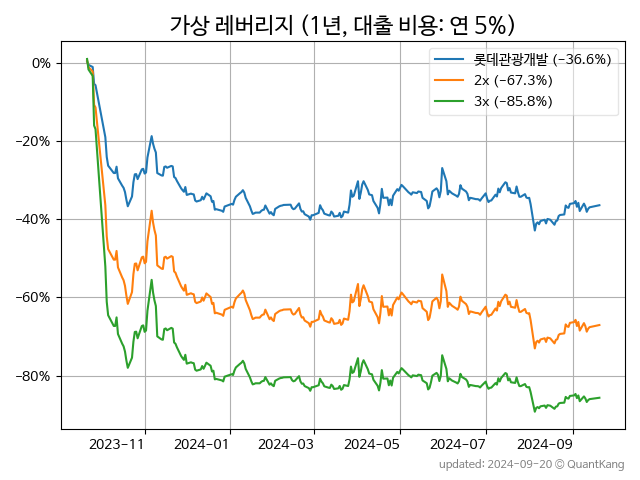 가상 레버리지 (1년, 대출 비용: 연 5%)
롯데관광개발 (−36.6%)
2x (−67.3%)
3x (−85.8%)
0%
−20%
−40%
−60%
−80%
2023-11 2024-01 2024-03 2024-05 2024-07 2024-09
updated: 2024-09-20 © QuantKang